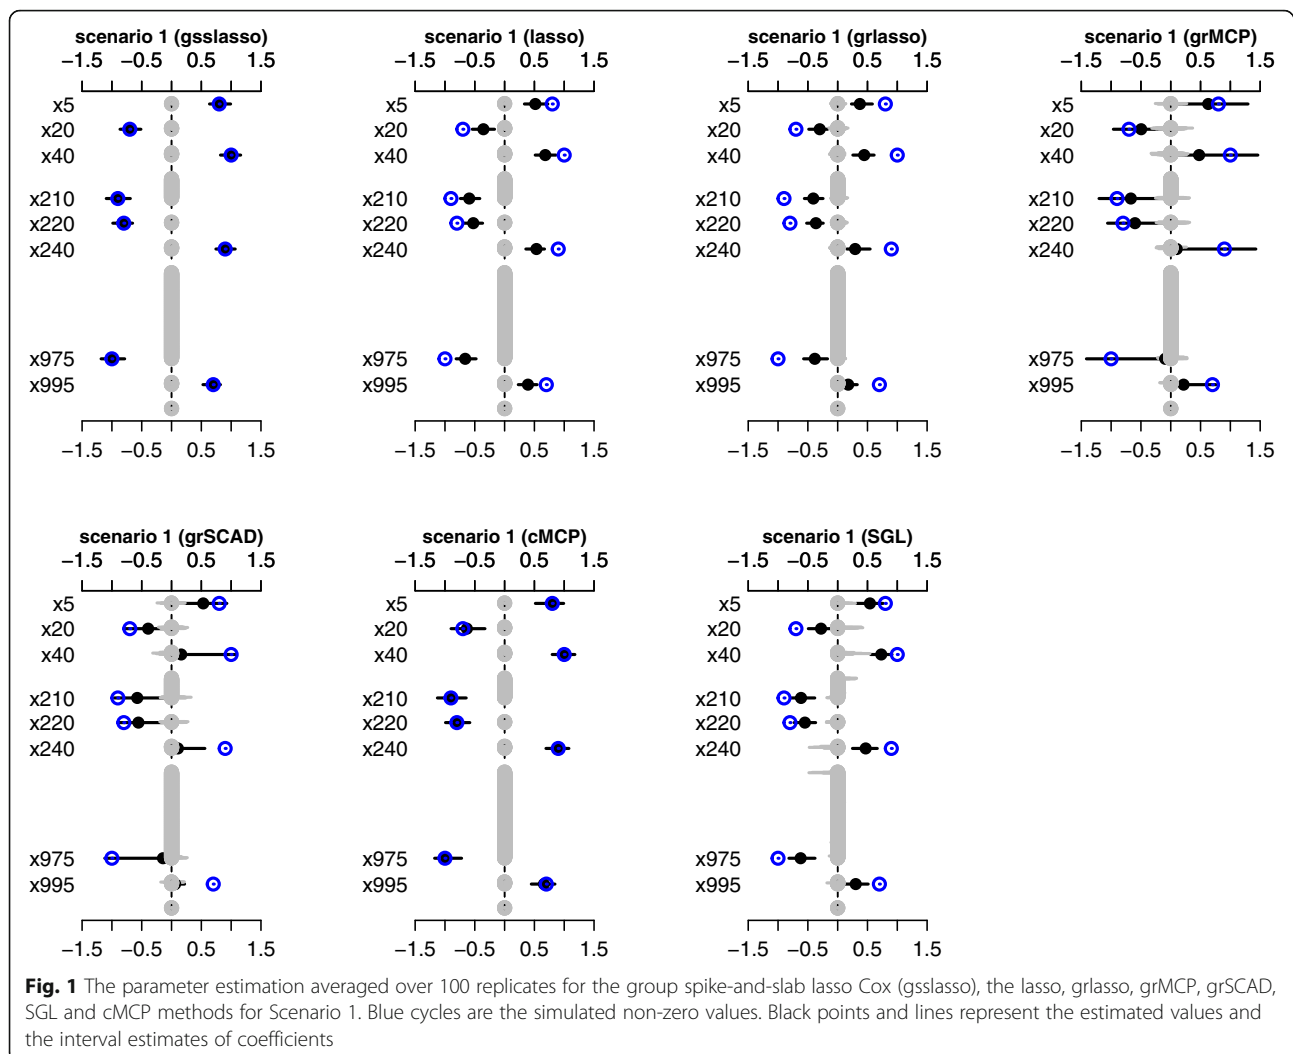 scenario 1 (gsslasso)
−1.5 −0.5 0.5 1.5
x5
x20
x40
x210
x220
x240
x975
x995
−1.5 −0.5 0.5 1.5
scenario 1 (lasso)
−1.5 −0.5 0.5 1.5
x5
x20
x40
x210
x220
x240
x975
x995
−1.5 −0.5 0.5 1.5
scenario 1 (grlasso)
−1.5 −0.5 0.5 1.5
x5
x20
x40
x210
x220
x240
x975
x995
−1.5 −0.5 0.5 1.5
scenario 1 (grMCP)
−1.5 −0.5 0.5 1.5
x5
x20
x40
x210
x220
x240
x975
x995
−1.5 −0.5 0.5 1.5
scenario 1 (grSCAD)
−1.5 −0.5 0.5 1.5
x5
x20
x40
x210
x220
x240
x975
x995
−1.5 −0.5 0.5 1.5
scenario 1 (cMCP)
−1.5 −0.5 0.5 1.5
x5
x20
x40
x210
x220
x240
x975
x995
−1.5 −0.5 0.5 1.5
scenario 1 (SGL)
−1.5 −0.5 0.5 1.5
x5
x20
x40
x210
x220
x240
x975
x995
−1.5 −0.5 0.5 1.5
Fig. 1 The parameter estimation averaged over 100 replicates for the group spike-and-slab lasso Cox (gsslasso), the lasso, grlasso, grMCP, grSCAD,
SGL and cMCP methods for Scenario 1. Blue cycles are the simulated non-zero values. Black points and lines represent the estimated values and
the interval estimates of coefficients